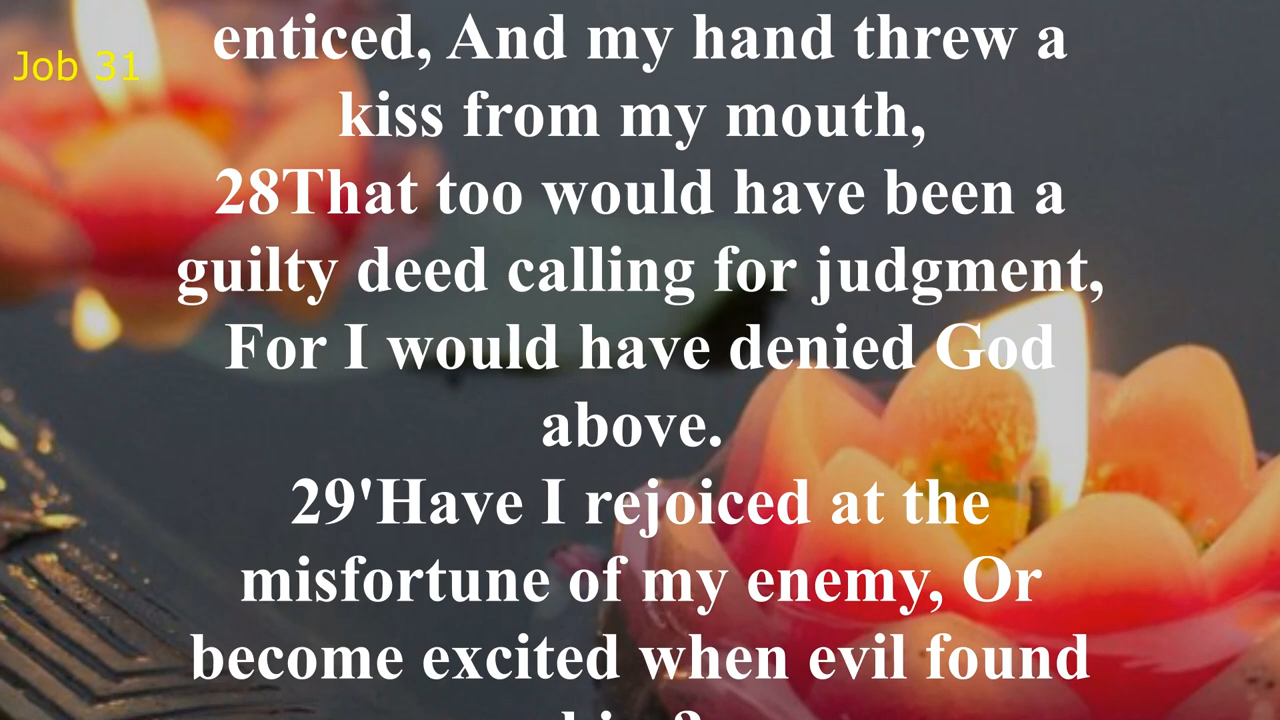 Job 31
enticed, And my hand threw a
kiss from my mouth,
28That too would have been a
guilty deed calling for judgment,
For I would have denied God
above.
29'Have I rejoiced at the
misfortune of my enemy, Or
become excited when evil found